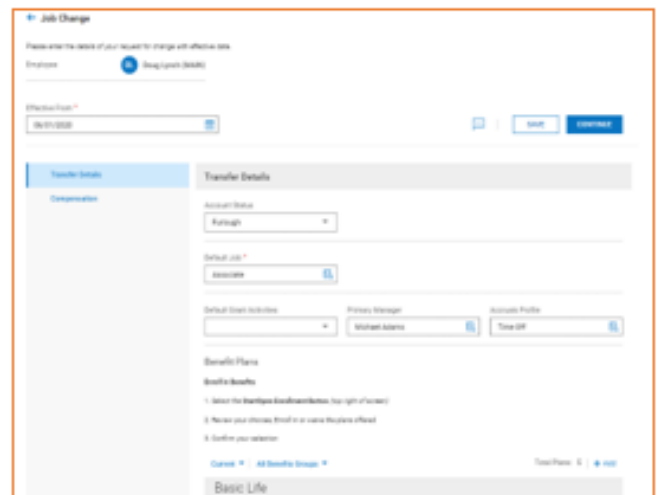 Job Change
Please enter the details of your request for change with effective date.
Employee
Doug Lynch
Effective From *
06/01/2020
SAVE
CONTINUE
Transfer Details
Compensation
Transfer Details
Account Status
Furlough
Default Job *
Associate
Default Grant Activities
Primary Manager
Accruals Profile
Michael Adams
Time Off
Benefit Plans
Enroll in Benefits
1. Select the Start/Open Enrollment Button (top right of screen)
2. Review your choices, Enroll in or waive the plans offered
3. Confirm your selection
Current
All Benefits Groups
Total Plans:
Add
Basic Life